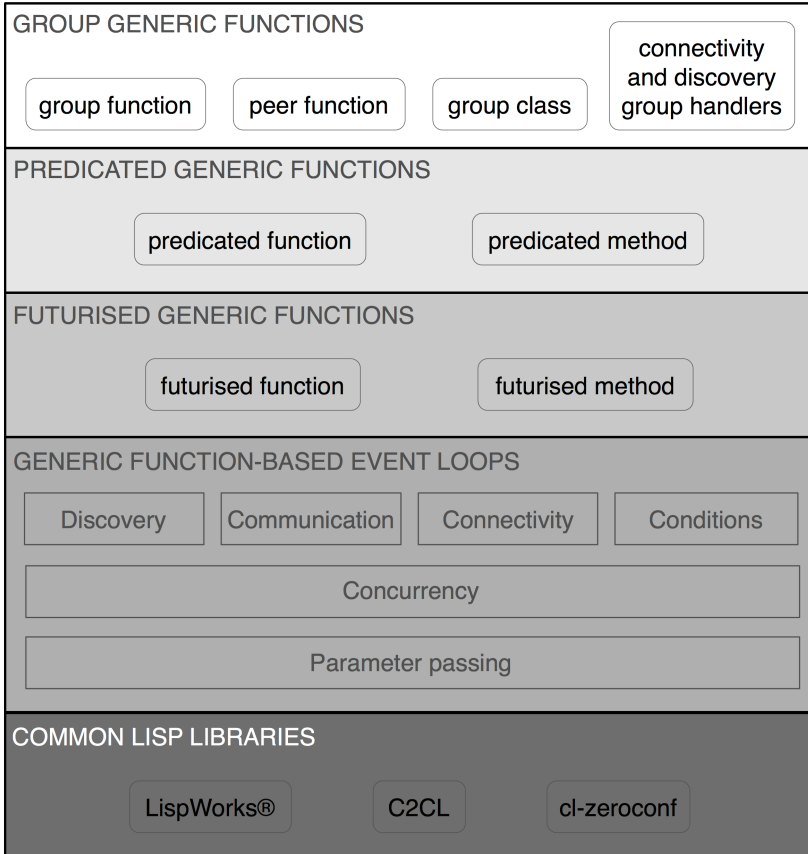 GROUP GENERIC FUNCTIONS
group function
peer function
group class
connectivity
and discovery
group handlers
PREDICATED GENERIC FUNCTIONS
predicated function
predicated method
FUTURISED GENERIC FUNCTIONS
futurised function
futurised method
GENERIC FUNCTION-BASED EVENT LOOPS
Discovery
Communication
Connectivity
Conditions
Concurrency
Parameter passing
COMMON LISP LIBRARIES
LispWorks®
C2CL
cl-zeroconf